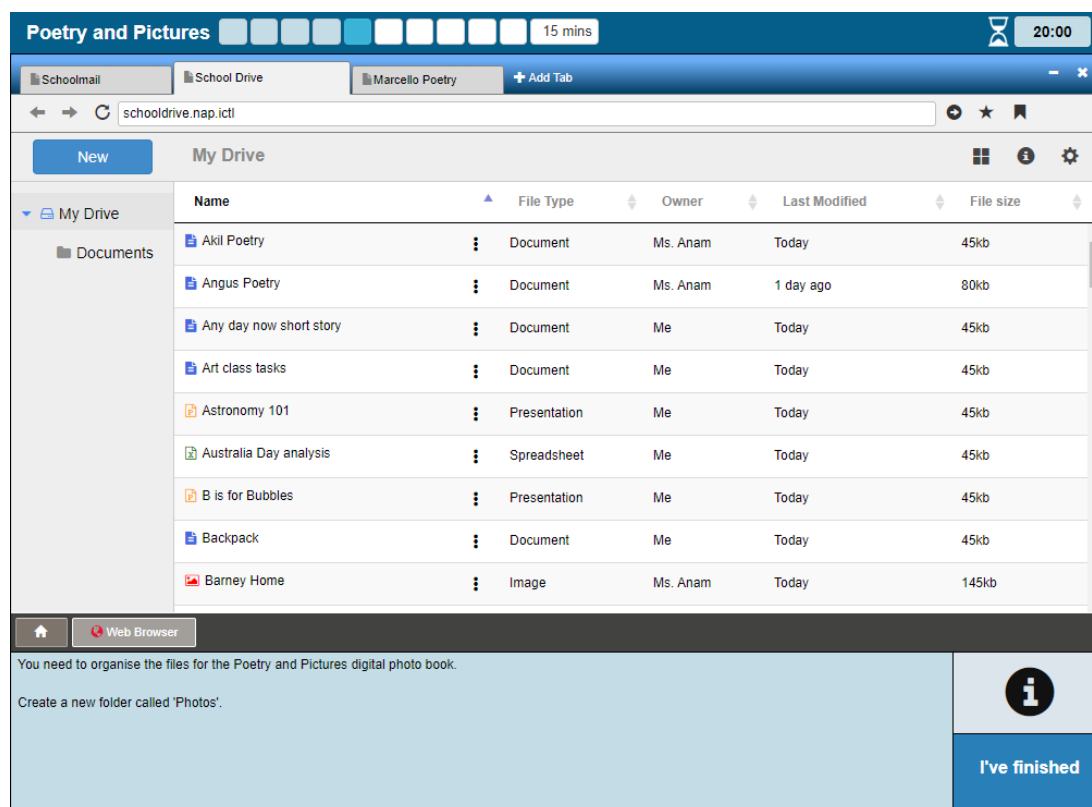 Poetry and Pictures 15 mins 20:00
Schoolmail School Drive Marcello Poetry Add Tab
schooldrive.nap.ictl
New My Drive
My Drive
Documents
Name File Type Owner Last Modified File size
Akil Poetry Document Ms. Anam Today 45kb
Angus Poetry Document Ms. Anam 1 day ago 80kb
Any day now short story Document Me Today 45kb
Art class tasks Document Me Today 45kb
Astronomy 101 Presentation Me Today 45kb
Australia Day analysis Spreadsheet Me Today 45kb
B is for Bubbles Presentation Me Today 45kb
Backpack Document Me Today 45kb
Barney Home Image Ms. Anam Today 145kb
Web Browser
You need to organise the files for the Poetry and Pictures digital photo book.
Create a new folder called 'Photos'.
I've finished